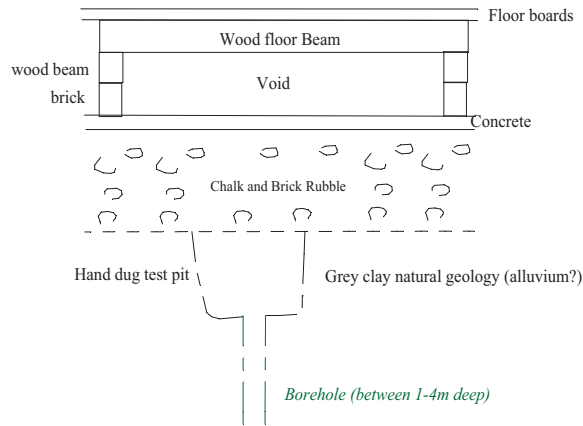 Floor boards
Wood floor Beam
wood beam
Void
brick
Concrete
Chalk and Brick Rubble
Hand dug test pit
Grey clay natural geology (alluvium?)
Borehole (between 1-4m deep)